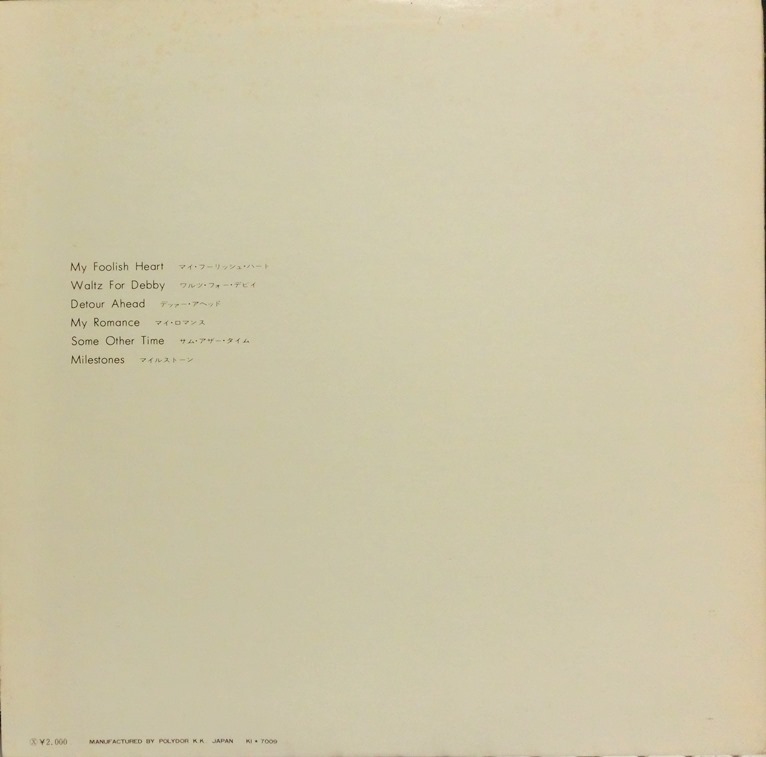 My Foolish Heart マイ・フーリッシュ・ハート
Waltz For Debby ワルツ・フォー・デビイ
Detour Ahead デツァー・アヘッド
My Romance マイ・ロマンス
Some Other Time サム・アザー・タイム
Milestones マイルストーン
Ⓧ ¥2,000 MANUFACTURED BY POLYDOR K.K. JAPAN KI • 7009